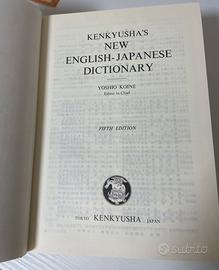 KENKYUSHA'S
NEW
ENGLISH-JAPANESE
DICTIONARY
YOSHIO KOINE
Editor in Chief
FIFTH EDITION
TOKYO KENKYUSHA JAPAN
subito